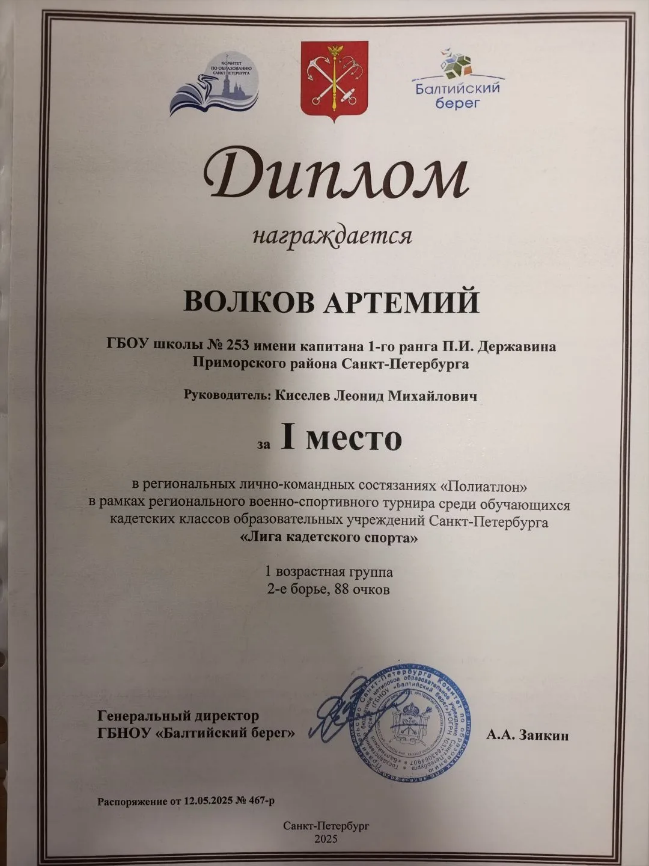 КОМИТЕТ
ПО ОБРАЗОВАНИЮ
САНКТ-ПЕТЕРБУРГА
Балтийский
берег
Диплом
награждается
ВОЛКОВ АРТЕМИЙ
ГБОУ школы № 253 имени капитана 1-го ранга П.И. Державина
Приморского района Санкт-Петербурга
Руководитель: Киселев Леонид Михайлович
за I место
в региональных лично-командных состязаниях «Полиатлон»
в рамках регионального военно-спортивного турнира среди обучающихся
кадетских классов образовательных учреждений Санкт-Петербурга
«Лига кадетского спорта»
1 возрастная группа
2-е борье, 88 очков
Генеральный директор
ГБНОУ «Балтийский берег»
А.А. Заикин
Распоряжение от 12.05.2025 № 467-р
Санкт-Петербург
2025